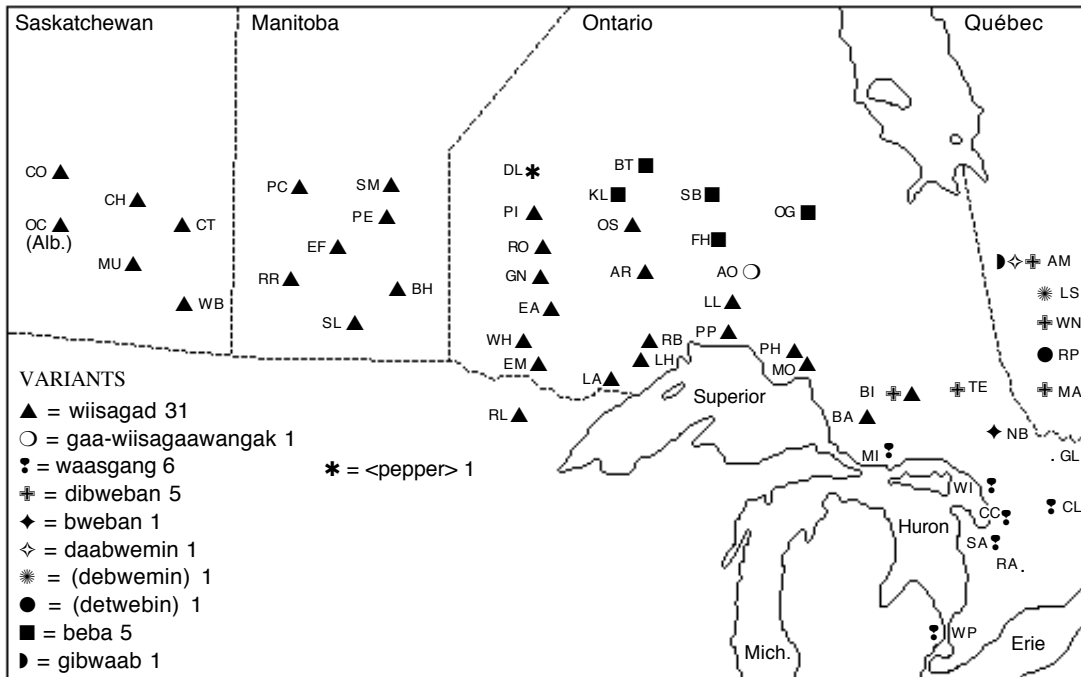 Saskatchewan Manitoba Ontario Québec
CO
CH
OC
(Alb.)
CT
MU
WB
PC
SM
PE
EF
RR
BH
SL
DL
PI
RO
GN
EA
WH
EM
LA
RL
BT
KL
SB
OG
OS
FH
AR
AO
LL
PP
RB
LH
PH
MO
Superior
BI
BA
TE
MI
WI
CC
CL
SA
RA
NB
GL
AM
LS
WN
RP
MA
Huron
WP
Mich.
Erie
VARIANTS
▲ = wiisagad 31
❍ = gaa-wiisagaawangak 1
❢ = waasgang 6
✙ = dibweban 5
✦ = bweban 1
✧ = daabwemin 1
✺ = (debwemin) 1
● = (detwebin) 1
■ = beba 5
◗ = gibwaab 1
✱ = <pepper> 1